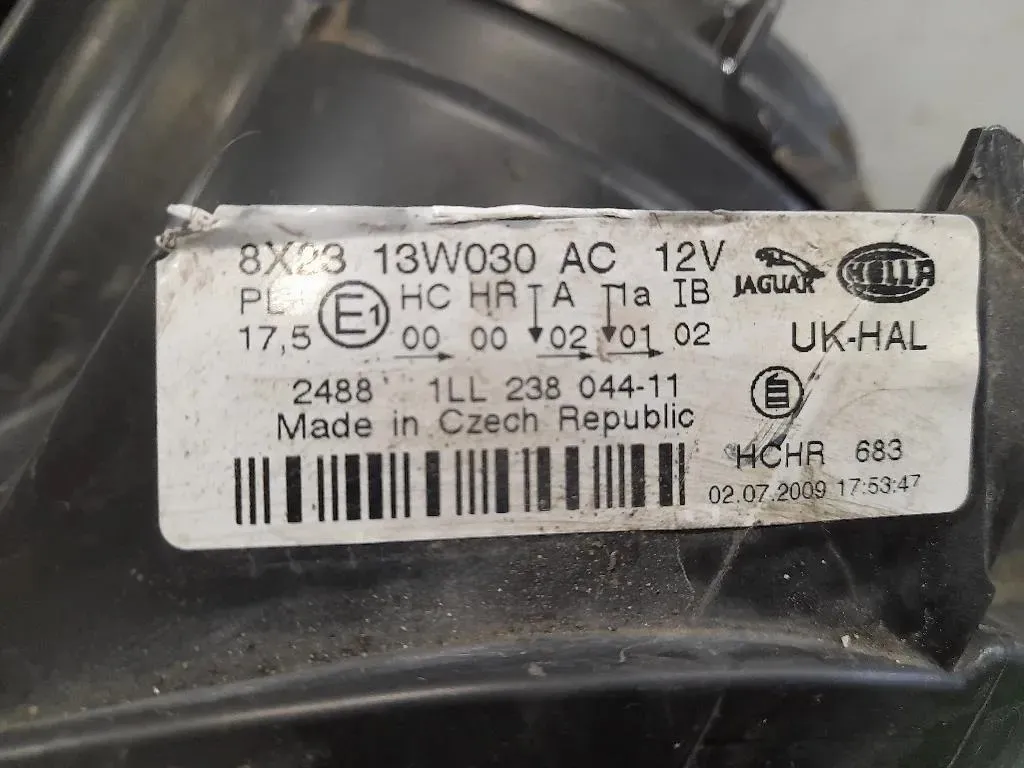 8X23 13W030 AC 12V
JAGUAR HELLA
PL E1 HC HR A 1a IB
17,5 00 00 02 01 02 UK-HAL
2488 1LL 238 044-11
Made in Czech Republic
HCHR 683
02.07.2009 17:53:47